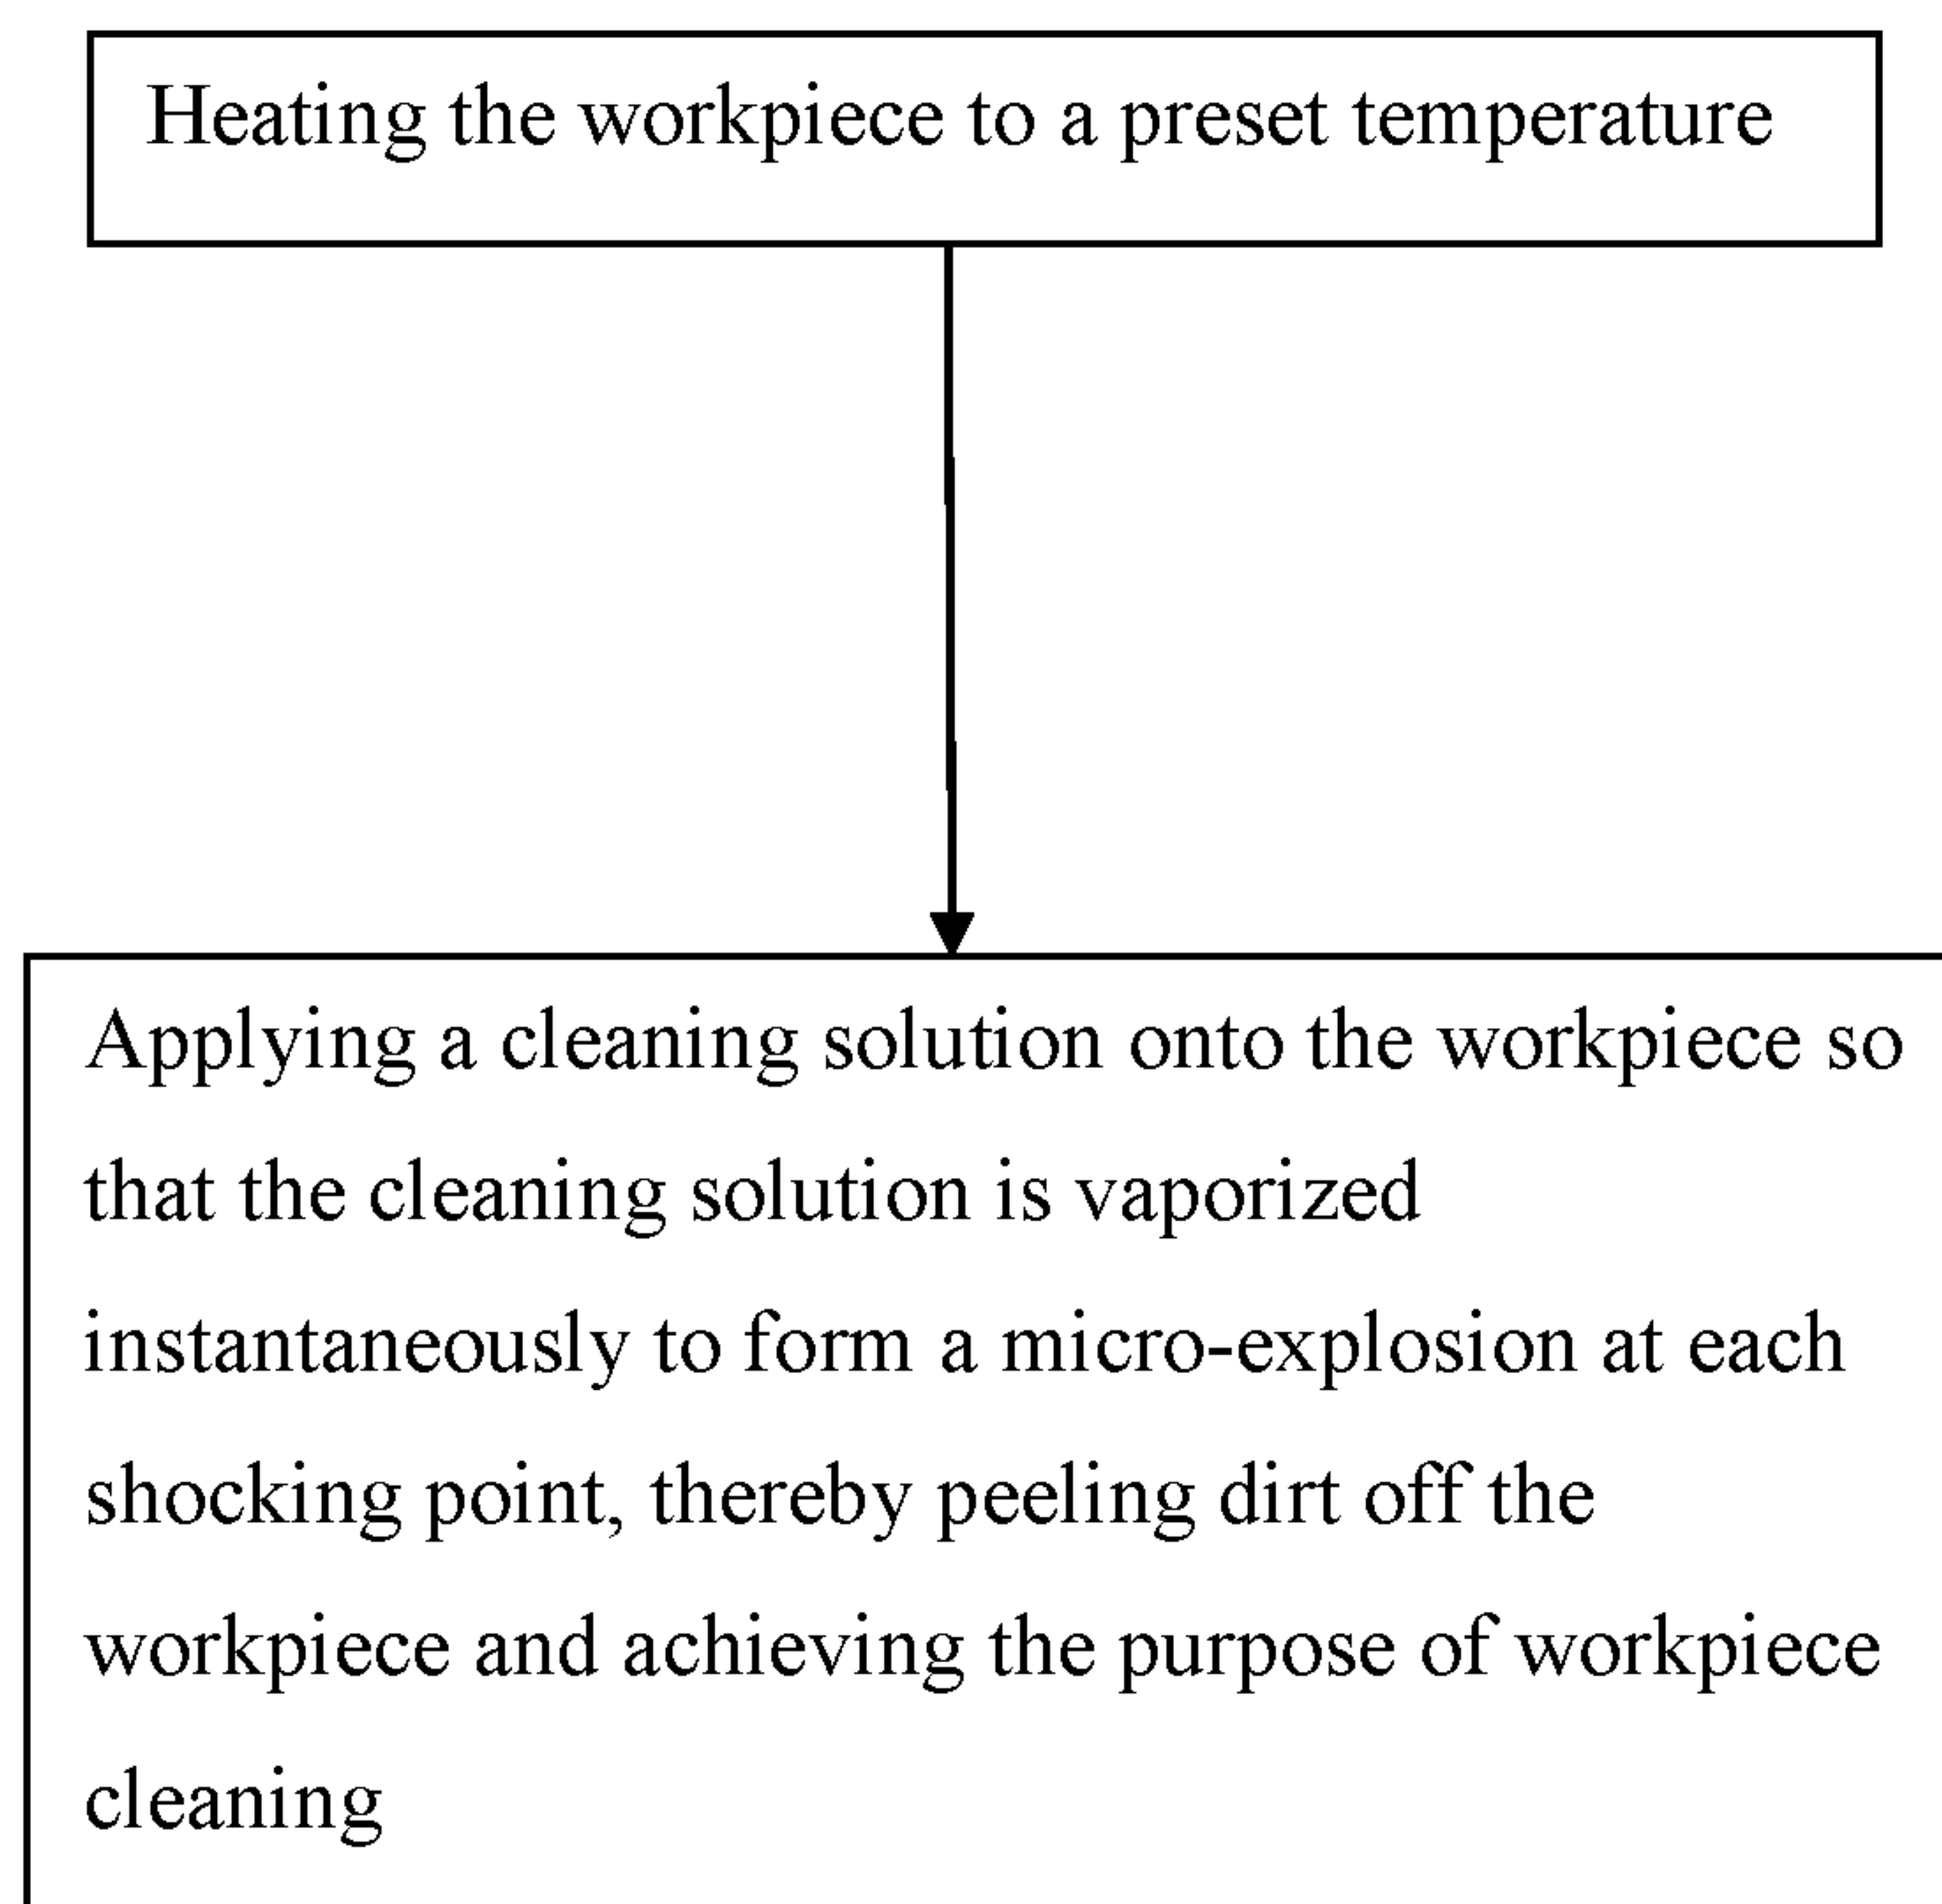 Heating the workpiece to a preset temperature
Applying a cleaning solution onto the workpiece so
that the cleaning solution is vaporized
instantaneously to form a micro-explosion at each
shocking point, thereby peeling dirt off the
workpiece and achieving the purpose of workpiece
cleaning